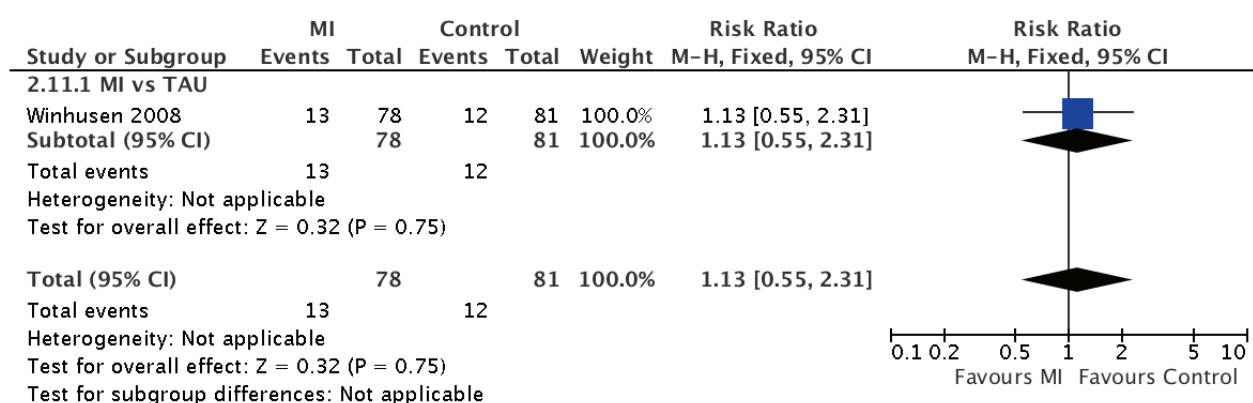 MI Control Risk Ratio Risk Ratio
Study or Subgroup Events Total Events Total Weight M-H, Fixed, 95% CI M-H, Fixed, 95% CI
2.11.1 MI vs TAU
Winhusen 2008 13 78 12 81 100.0% 1.13 [0.55, 2.31]
Subtotal (95% CI) 78 81 100.0% 1.13 [0.55, 2.31]
Total events 13 12
Heterogeneity: Not applicable
Test for overall effect: Z = 0.32 (P = 0.75)
Total (95% CI) 78 81 100.0% 1.13 [0.55, 2.31]
Total events 13 12
Heterogeneity: Not applicable
Test for overall effect: Z = 0.32 (P = 0.75)
Test for subgroup differences: Not applicable
0.1 0.2 0.5 1 2 5 10
Favours MI Favours Control